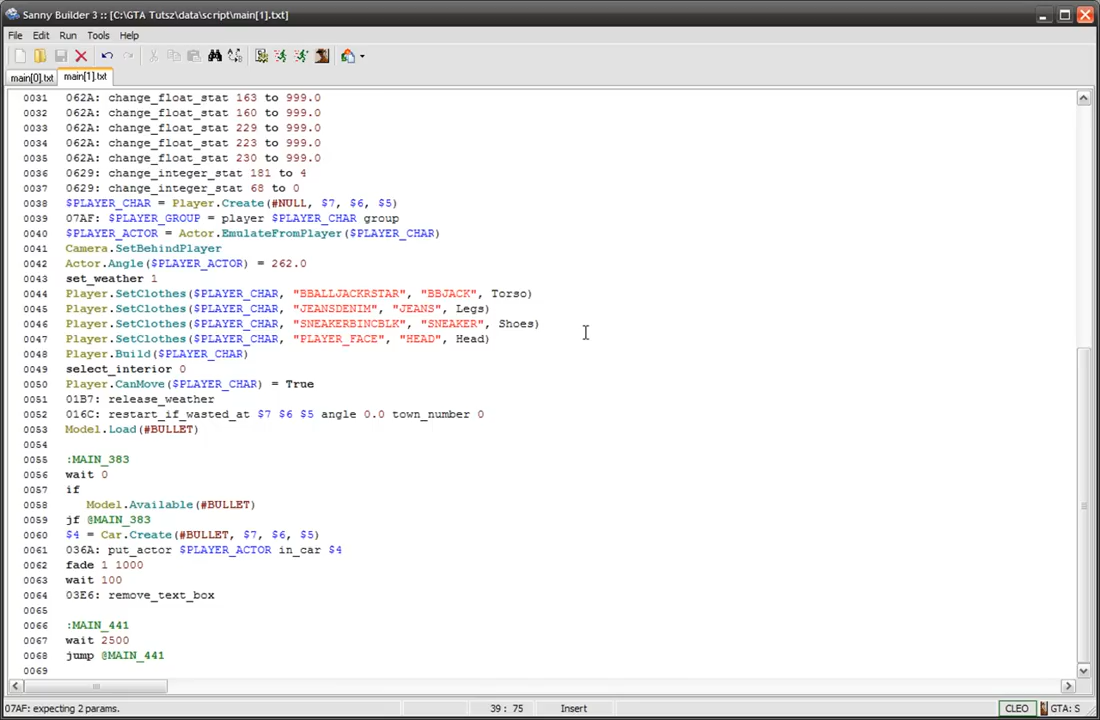 Sanny Builder 3 :: [C:\GTA Tutsz\data\script\main[1].txt]
File Edit Run Tools Help
main[0].txt main[1].txt
0031 062A: change_float_stat 163 to 999.0
0032 062A: change_float_stat 160 to 999.0
0033 062A: change_float_stat 229 to 999.0
0034 062A: change_float_stat 223 to 999.0
0035 062A: change_float_stat 230 to 999.0
0036 0629: change_integer_stat 181 to 4
0037 0629: change_integer_stat 68 to 0
0038 $PLAYER_CHAR = Player.Create(#NULL, $7, $6, $5)
0039 07AF: $PLAYER_GROUP = player $PLAYER_CHAR group
0040 $PLAYER_ACTOR = Actor.EmulateFromPlayer($PLAYER_CHAR)
0041 Camera.SetBehindPlayer
0042 Actor.Angle($PLAYER_ACTOR) = 262.0
0043 set_weather 1
0044 Player.SetClothes($PLAYER_CHAR, "BBALLJACKRSTAR", "BBJACK", Torso)
0045 Player.SetClothes($PLAYER_CHAR, "JEANSDENIM", "JEANS", Legs)
0046 Player.SetClothes($PLAYER_CHAR, "SNEAKERBINCBLK", "SNEAKER", Shoes)
0047 Player.SetClothes($PLAYER_CHAR, "PLAYER_FACE", "HEAD", Head)
0048 Player.Build($PLAYER_CHAR)
0049 select_interior 0
0050 Player.CanMove($PLAYER_CHAR) = True
0051 01B7: release_weather
0052 016C: restart_if_wasted_at $7 $6 $5 angle 0.0 town_number 0
0053 Model.Load(#BULLET)
0054
0055 :MAIN_383
0056 wait 0
0057 if
0058 Model.Available(#BULLET)
0059 jf @MAIN_383
0060 $4 = Car.Create(#BULLET, $7, $6, $5)
0061 036A: put_actor $PLAYER_ACTOR in_car $4
0062 fade 1 1000
0063 wait 100
0064 03E6: remove_text_box
0065
0066 :MAIN_441
0067 wait 2500
0068 jump @MAIN_441
0069
07AF: expecting 2 params. 39 : 75 Insert CLEO GTA: S